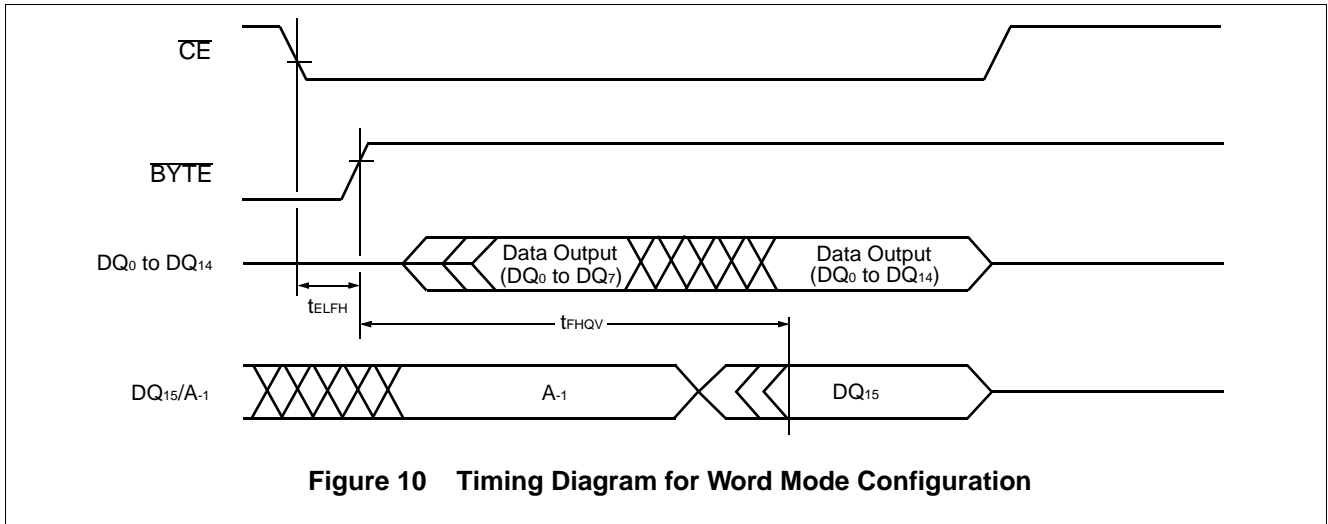 CE
BYTE
DQ0 to DQ14
Data Output
(DQ0 to DQ7)
Data Output
(DQ0 to DQ14)
tELFH
tFHQV
DQ15/A-1
A-1
DQ15
Figure 10 Timing Diagram for Word Mode Configuration